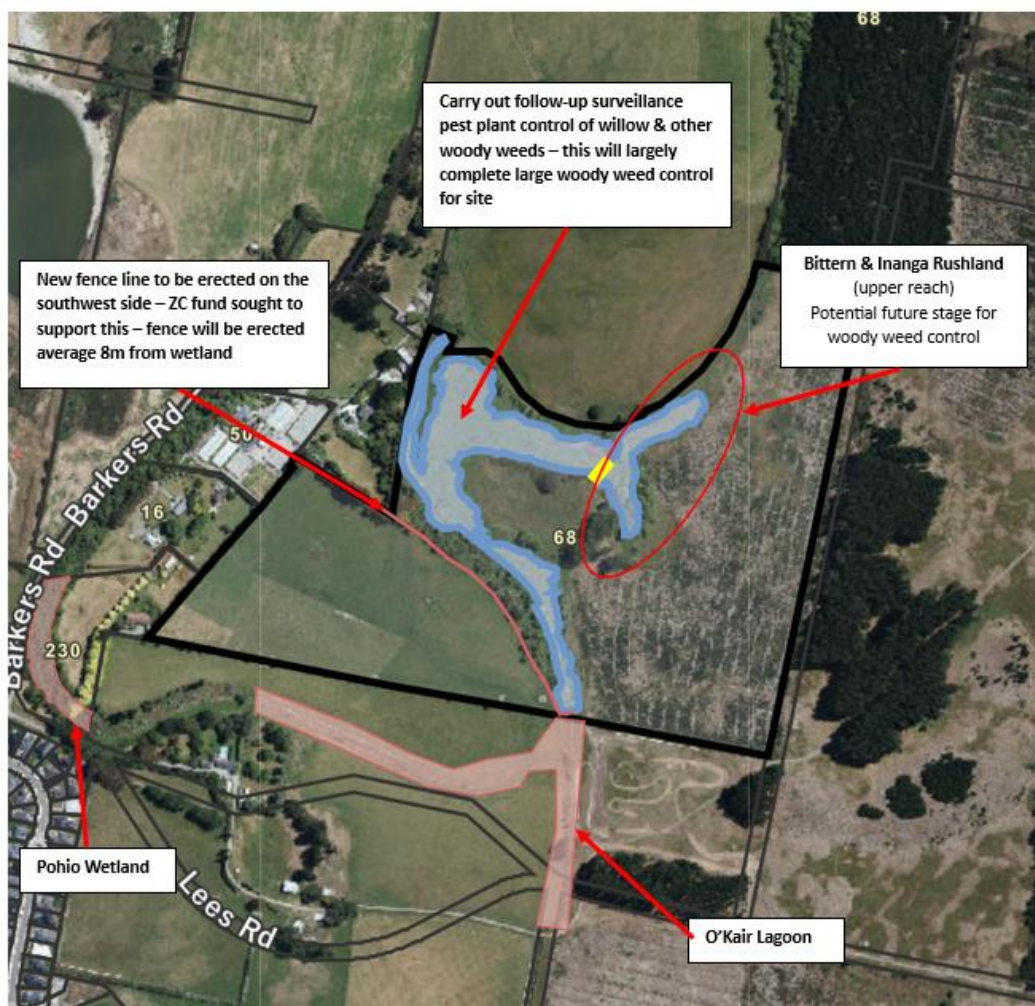 68
Carry out follow-up surveillance
pest plant control of willow & other
woody weeds – this will largely
complete large woody weed control
for site
New fence line to be erected on the
southwest side – ZC fund sought to
support this – fence will be erected
average 8m from wetland
Bittern & Inanga Rushland
(upper reach)
Potential future stage for
woody weed control
Barkers Rd
Barkers Rd
50
16
68
230
Pohio Wetland
Lees Rd
O'Kair Lagoon